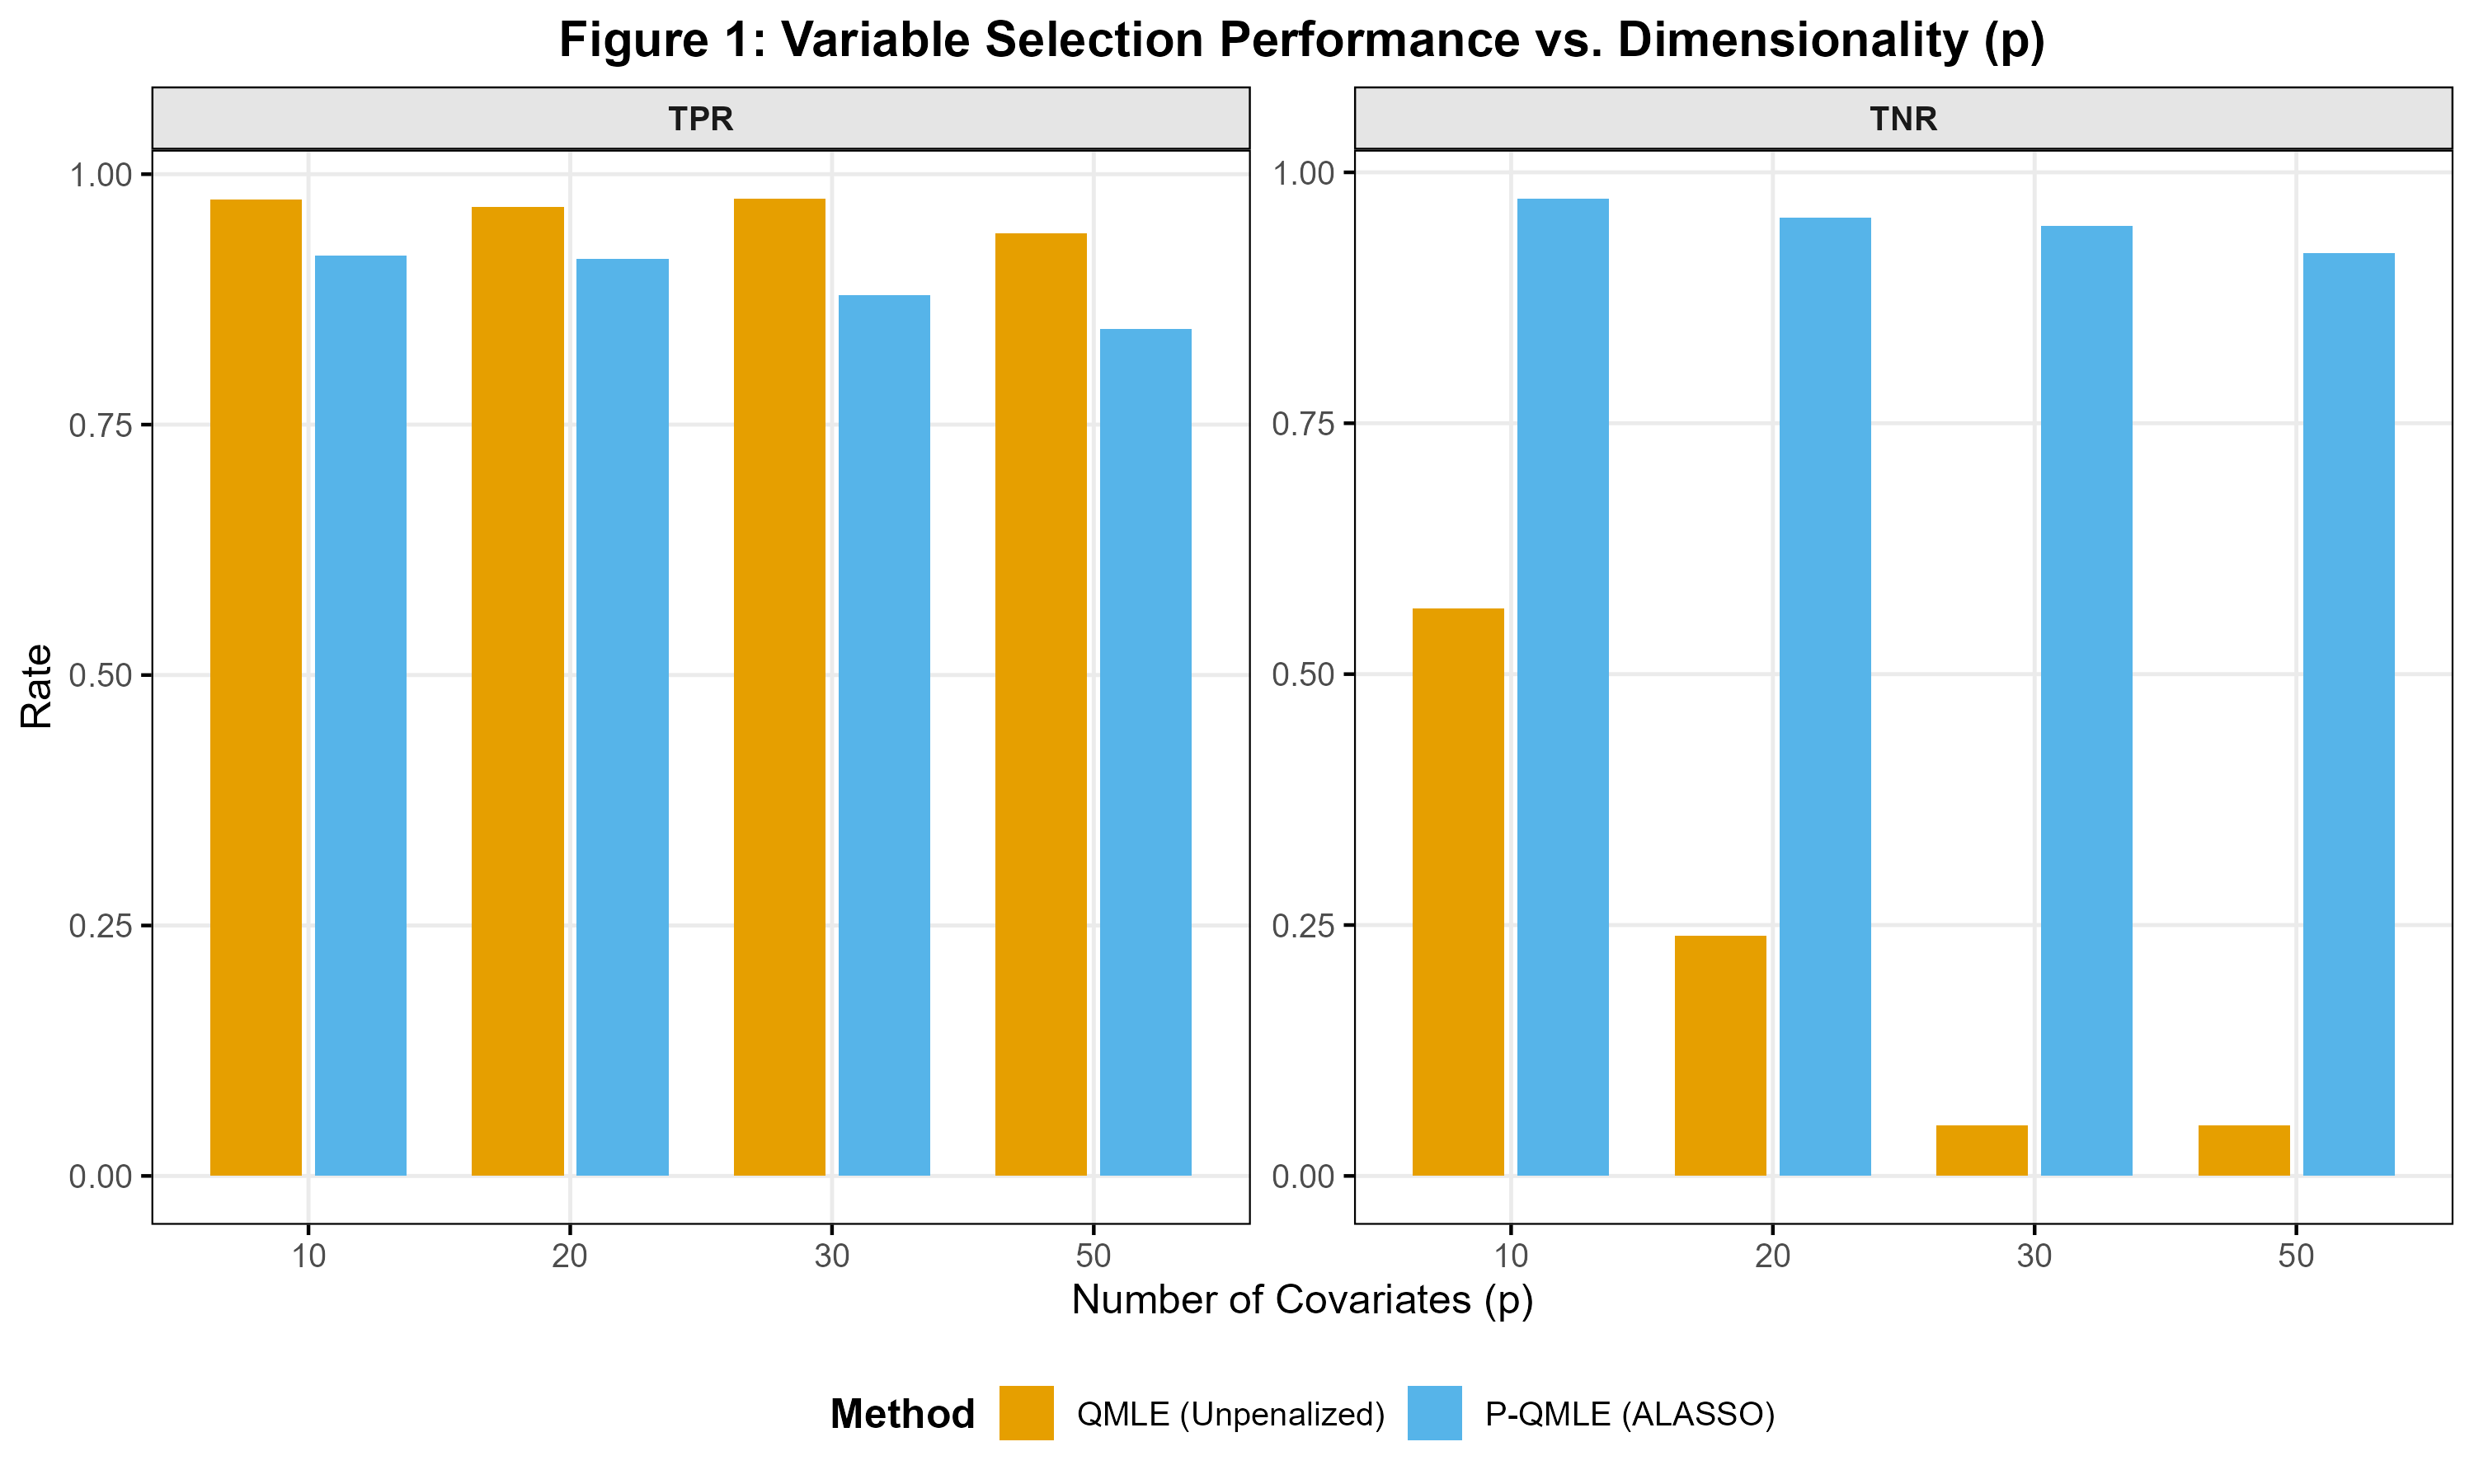 Figure 1: Variable Selection Performance vs. Dimensionality (p)
TPR
TNR
Rate
1.00
0.75
0.50
0.25
0.00
1.00
0.75
0.50
0.25
0.00
10 20 30 50
10 20 30 50
Number of Covariates (p)
Method QMLE (Unpenalized) P-QMLE (ALASSO)